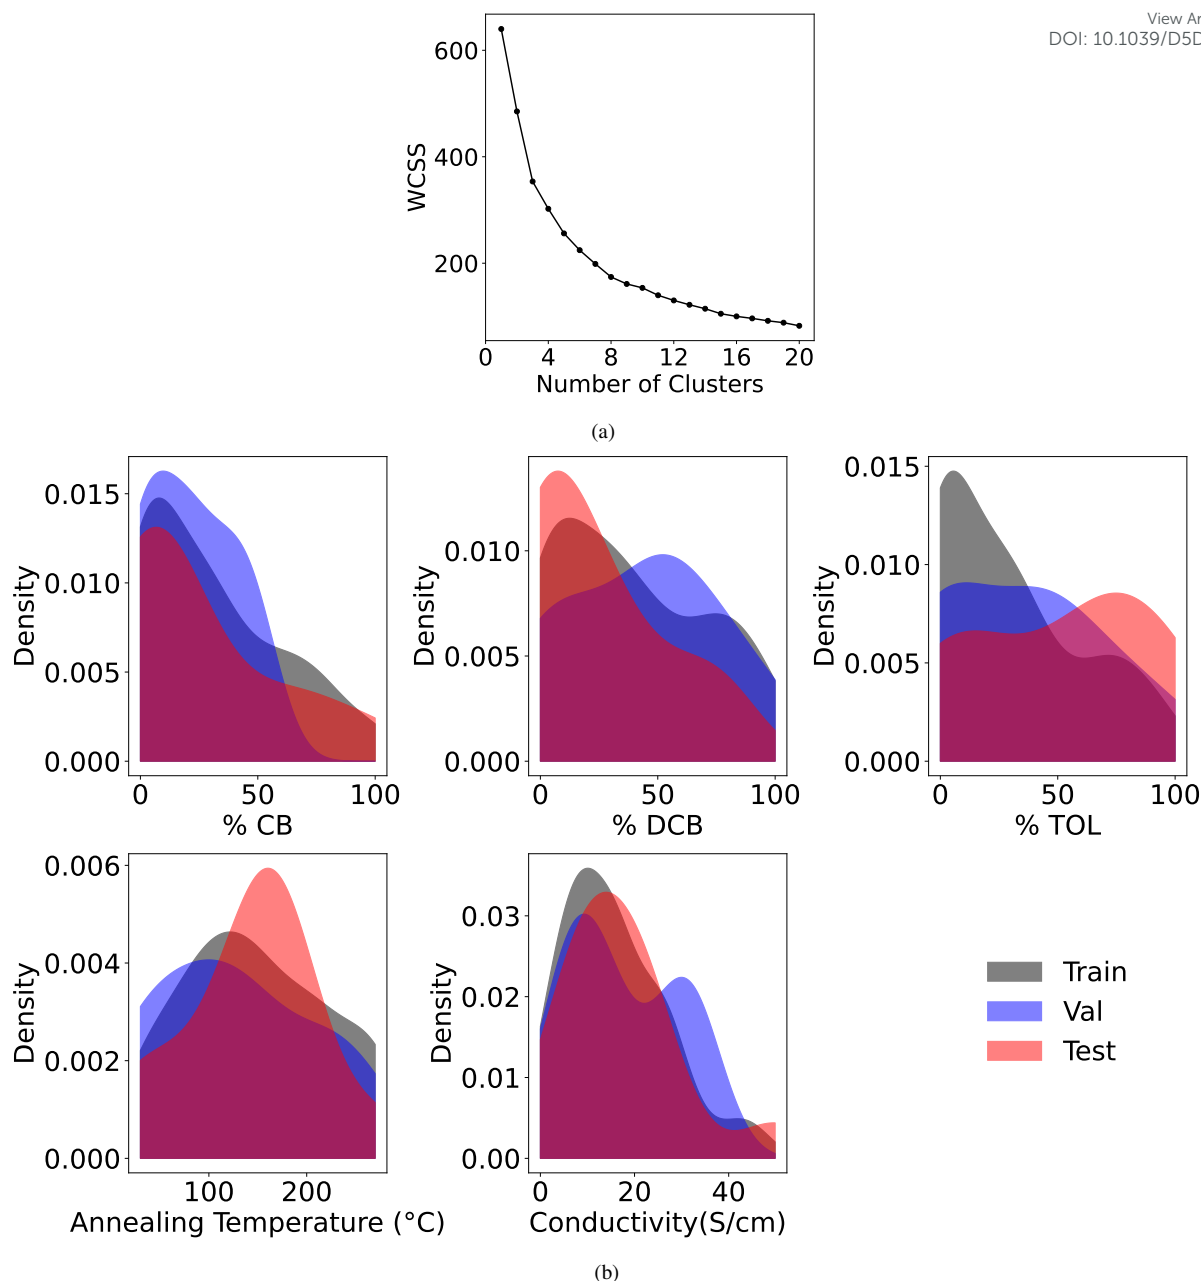 View Ar
DOI: 10.1039/D5D
600
400
200
WCSS
0 4 8 12 16 20
Number of Clusters
(a)
0.015
0.010
0.005
0.000
Density
0 50 100
% CB
0.010
0.005
0.000
Density
0 50 100
% DCB
0.015
0.010
0.005
0.000
Density
0 50 100
% TOL
0.006
0.004
0.002
0.000
Density
100 200
Annealing Temperature (°C)
0.03
0.02
0.01
0.00
Density
0 20 40
Conductivity(S/cm)
Train
Val
Test
(b)